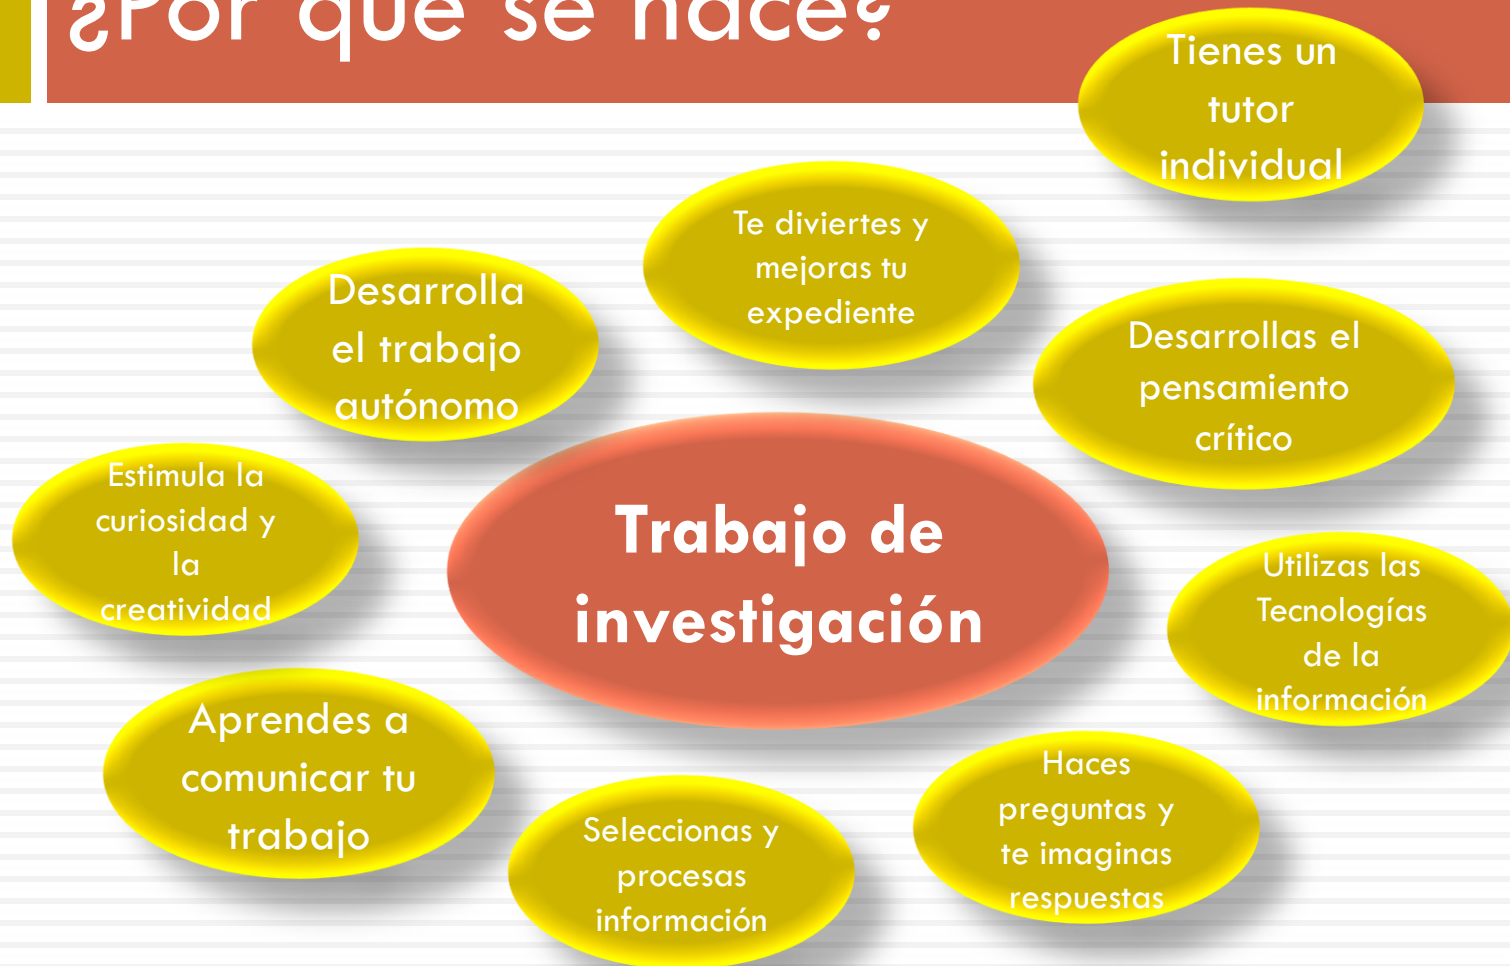 ¿Por qué se hace?
Tienes un
tutor
individual
Te diviertes y
mejoras tu
expediente
Desarrolla
el trabajo
autónomo
Desarrollas el
pensamiento
crítico
Estimula la
curiosidad y
la
creatividad
Trabajo de
investigación
Utilizas las
Tecnologías
de la
información
Aprendes a
comunicar tu
trabajo
Haces
preguntas y
te imaginas
respuestas
Seleccionas y
procesas
información